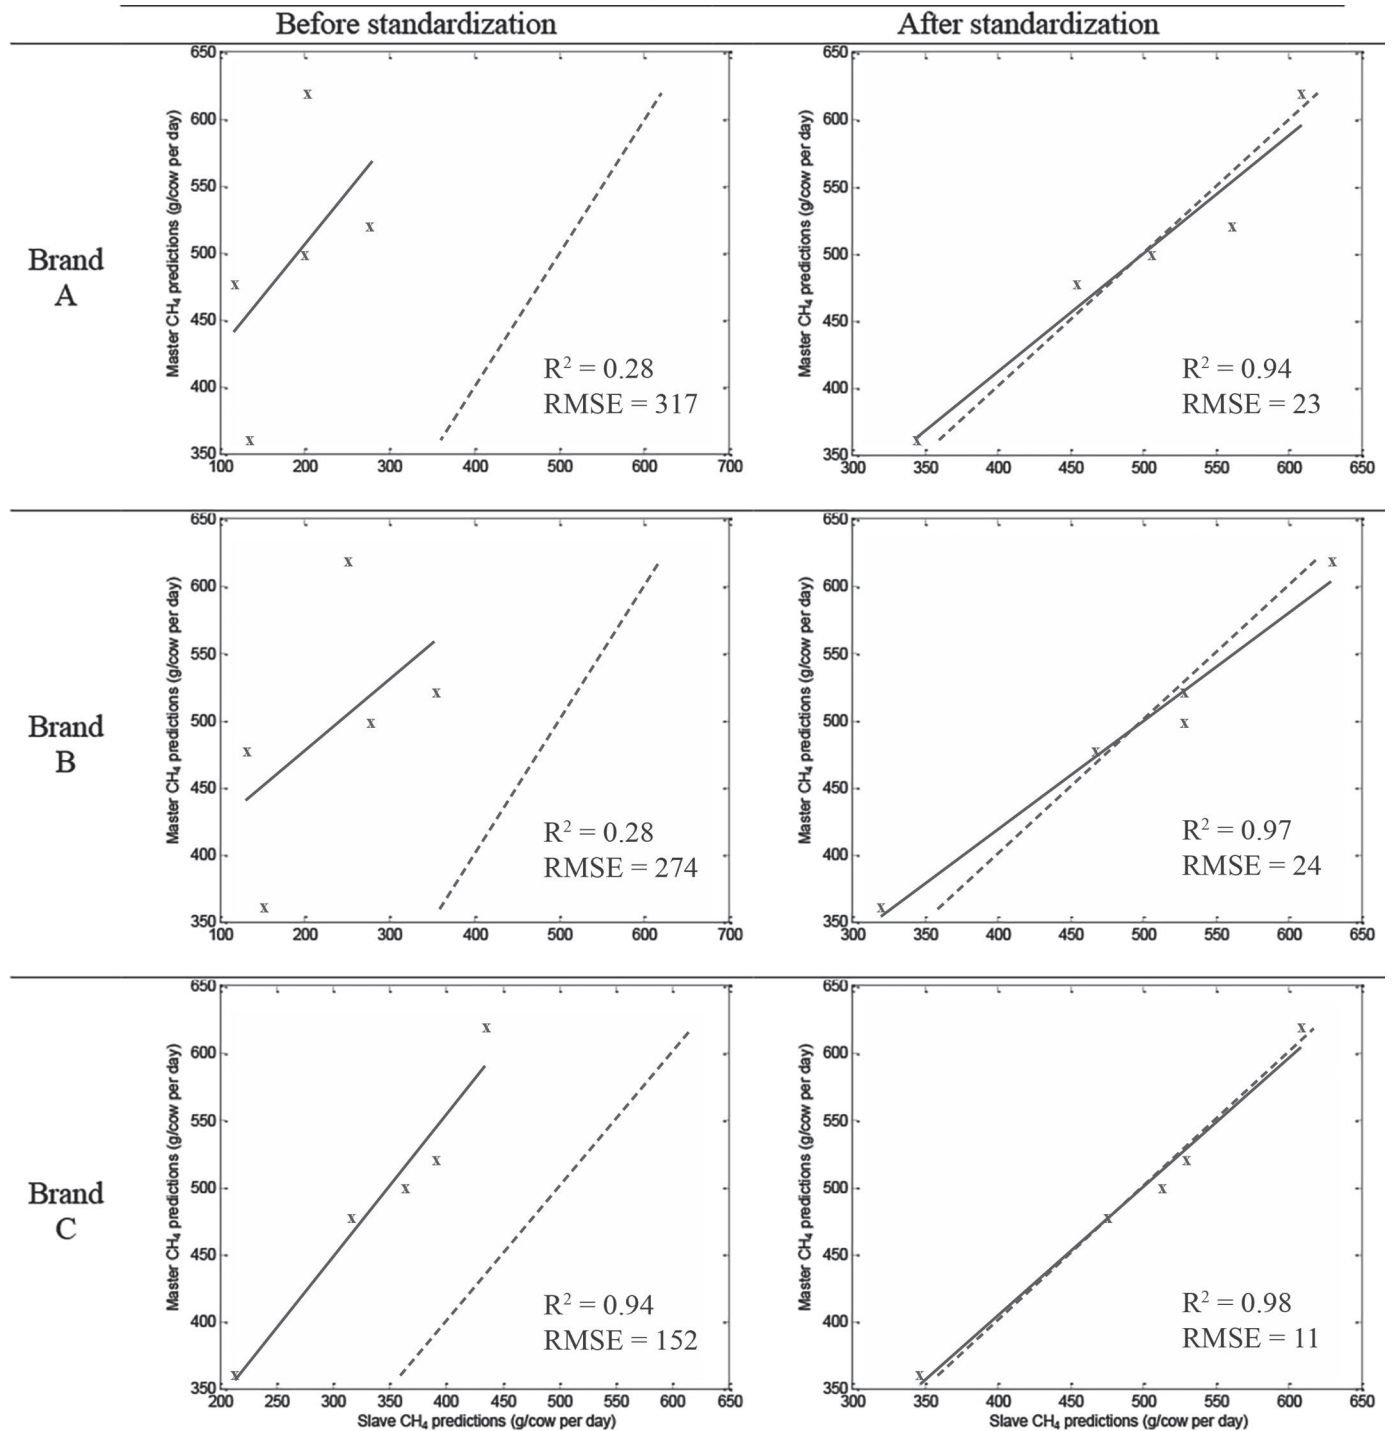 Before standardization
After standardization
Brand
A
Master CH4 predictions (g/cow per day)
650
600
550
500
450
400
350
x
x
x
x
x
R2 = 0.28
RMSE = 317
100 200 300 400 500 600 700
Master CH4 predictions (g/cow per day)
650
600
550
500
450
400
350
x
x
x
x
x
R2 = 0.94
RMSE = 23
300 350 400 450 500 550 600 650
Brand
B
Master CH4 predictions (g/cow per day)
650
600
550
500
450
400
350
x
x
x
x
x
R2 = 0.28
RMSE = 274
100 200 300 400 500 600 700
Master CH4 predictions (g/cow per day)
650
600
550
500
450
400
350
x
x
x
x
x
R2 = 0.97
RMSE = 24
300 350 400 450 500 550 600 650
Brand
C
Master CH4 predictions (g/cow per day)
650
600
550
500
450
400
350
x
x
x
x
x
R2 = 0.94
RMSE = 152
200 250 300 350 400 450 500 550 600 650
Slave CH4 predictions (g/cow per day)
Master CH4 predictions (g/cow per day)
650
600
550
500
450
400
350
x
x
x
x
x
R2 = 0.98
RMSE = 11
300 350 400 450 500 550 600 650
Slave CH4 predictions (g/cow per day)